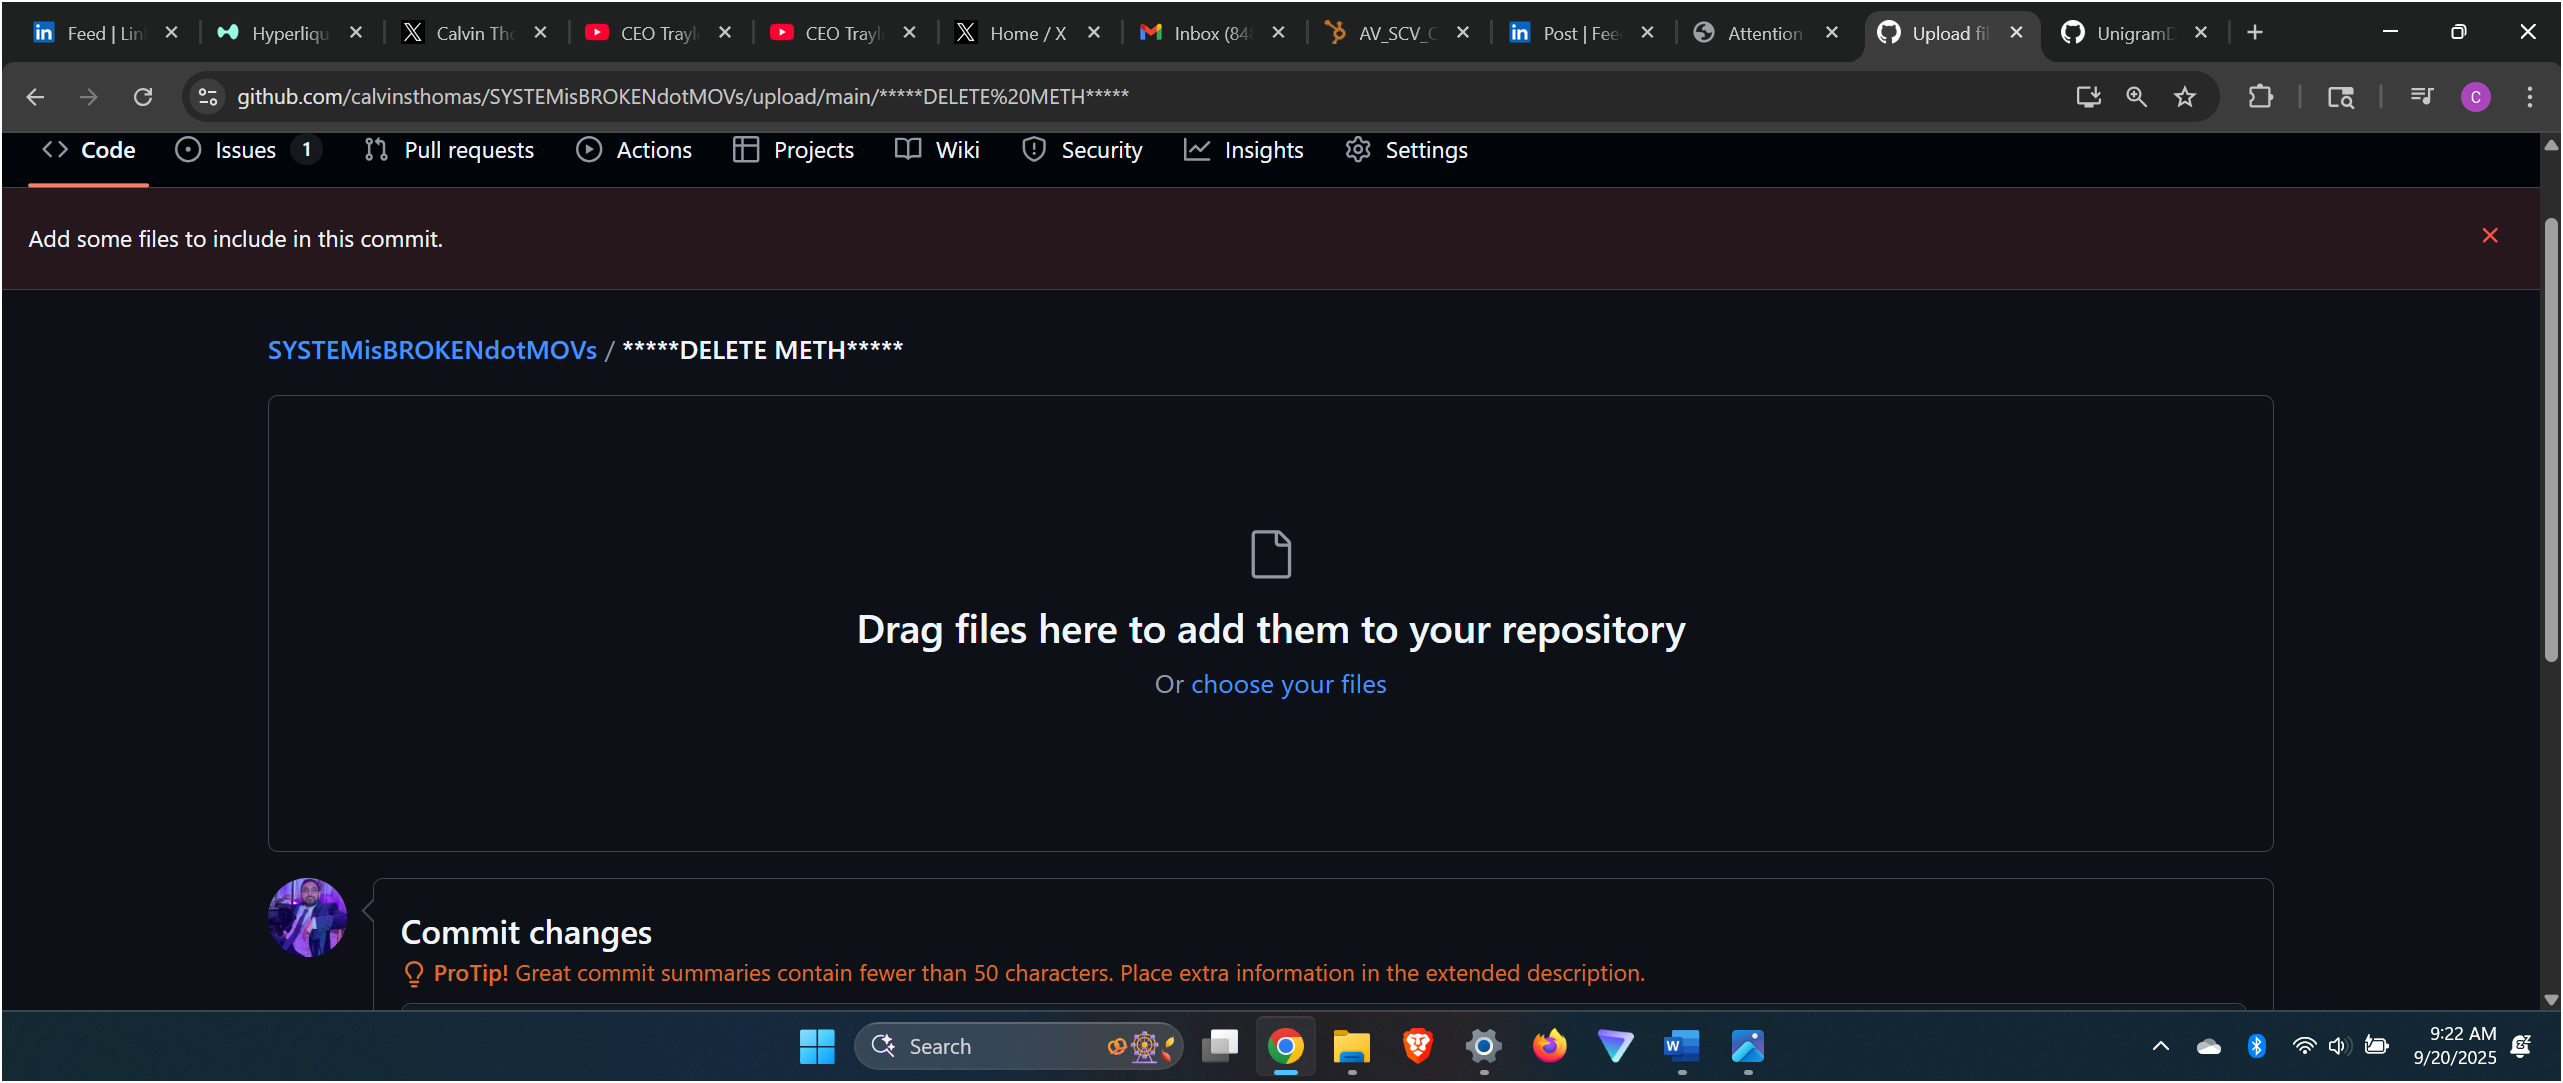 Feed | Lin
Hyperliqu
Calvin Tho
CEO Trayl
CEO Trayl
Home / X
Inbox (848
AV_SCV_C
Post | Fee
Attention
Upload fil
UnigramD
github.com/calvinsthomas/SYSTEMisBROKENdotMOVs/upload/main/*****DELETE%20METH*****
C
Code
Issues 1
Pull requests
Actions
Projects
Wiki
Security
Insights
Settings
Add some files to include in this commit.
SYSTEMisBROKENdotMOVs / *****DELETE METH*****
Drag files here to add them to your repository
Or choose your files
Commit changes
ProTip! Great commit summaries contain fewer than 50 characters. Place extra information in the extended description.
Search
9:22 AM
9/20/2025